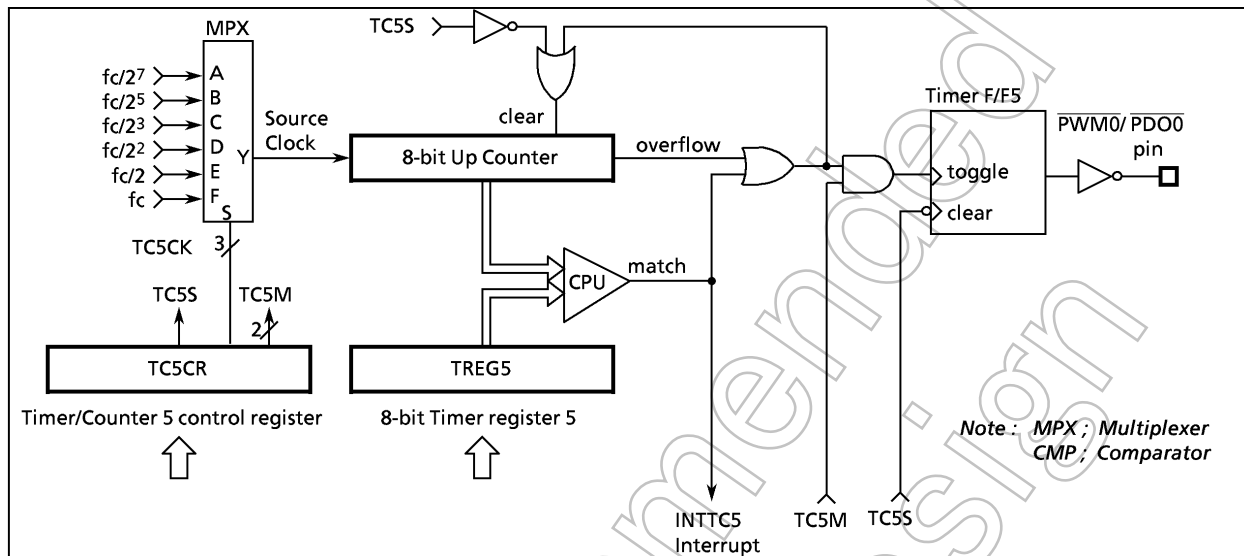 MPX
TC5S
fc/2⁷ A
fc/2⁵ B
fc/2³ C
fc/2² D
fc/2 E
fc F
Y
S
Source
Clock
clear
8-bit Up Counter
overflow
Timer F/F5
toggle
clear
PWM0/ PDO0
pin
TC5CK
3
TC5S
TC5M
2
CPU
match
TC5CR
TREG5
Timer/Counter 5 control register
8-bit Timer register 5
Note : MPX ; Multiplexer
CMP ; Comparator
INTTC5
Interrupt
TC5M
TC5S